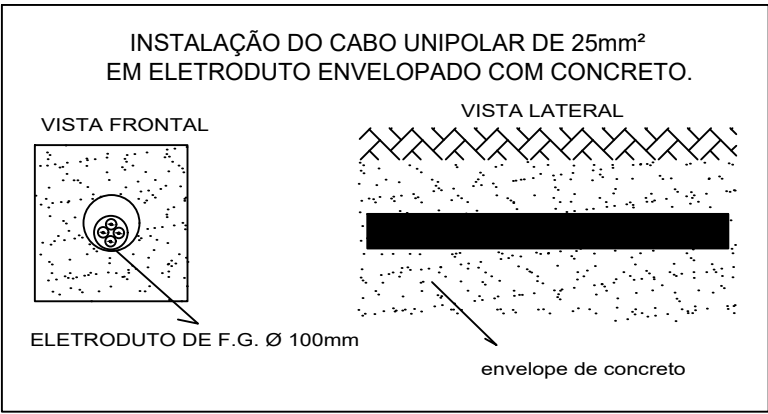 INSTALAÇÃO DO CABO UNIPOLAR DE 25mm²
EM ELETRODUTO ENVELOPADO COM CONCRETO.
VISTA FRONTAL
VISTA LATERAL
ELETRODUTO DE F.G. Ø 100mm
envelope de concreto